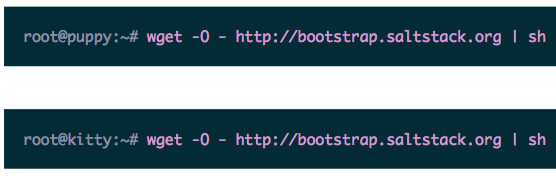 root@puppy:~# wget -O - http://bootstrap.saltstack.org | sh
root@kitty:~# wget -O - http://bootstrap.saltstack.org | sh